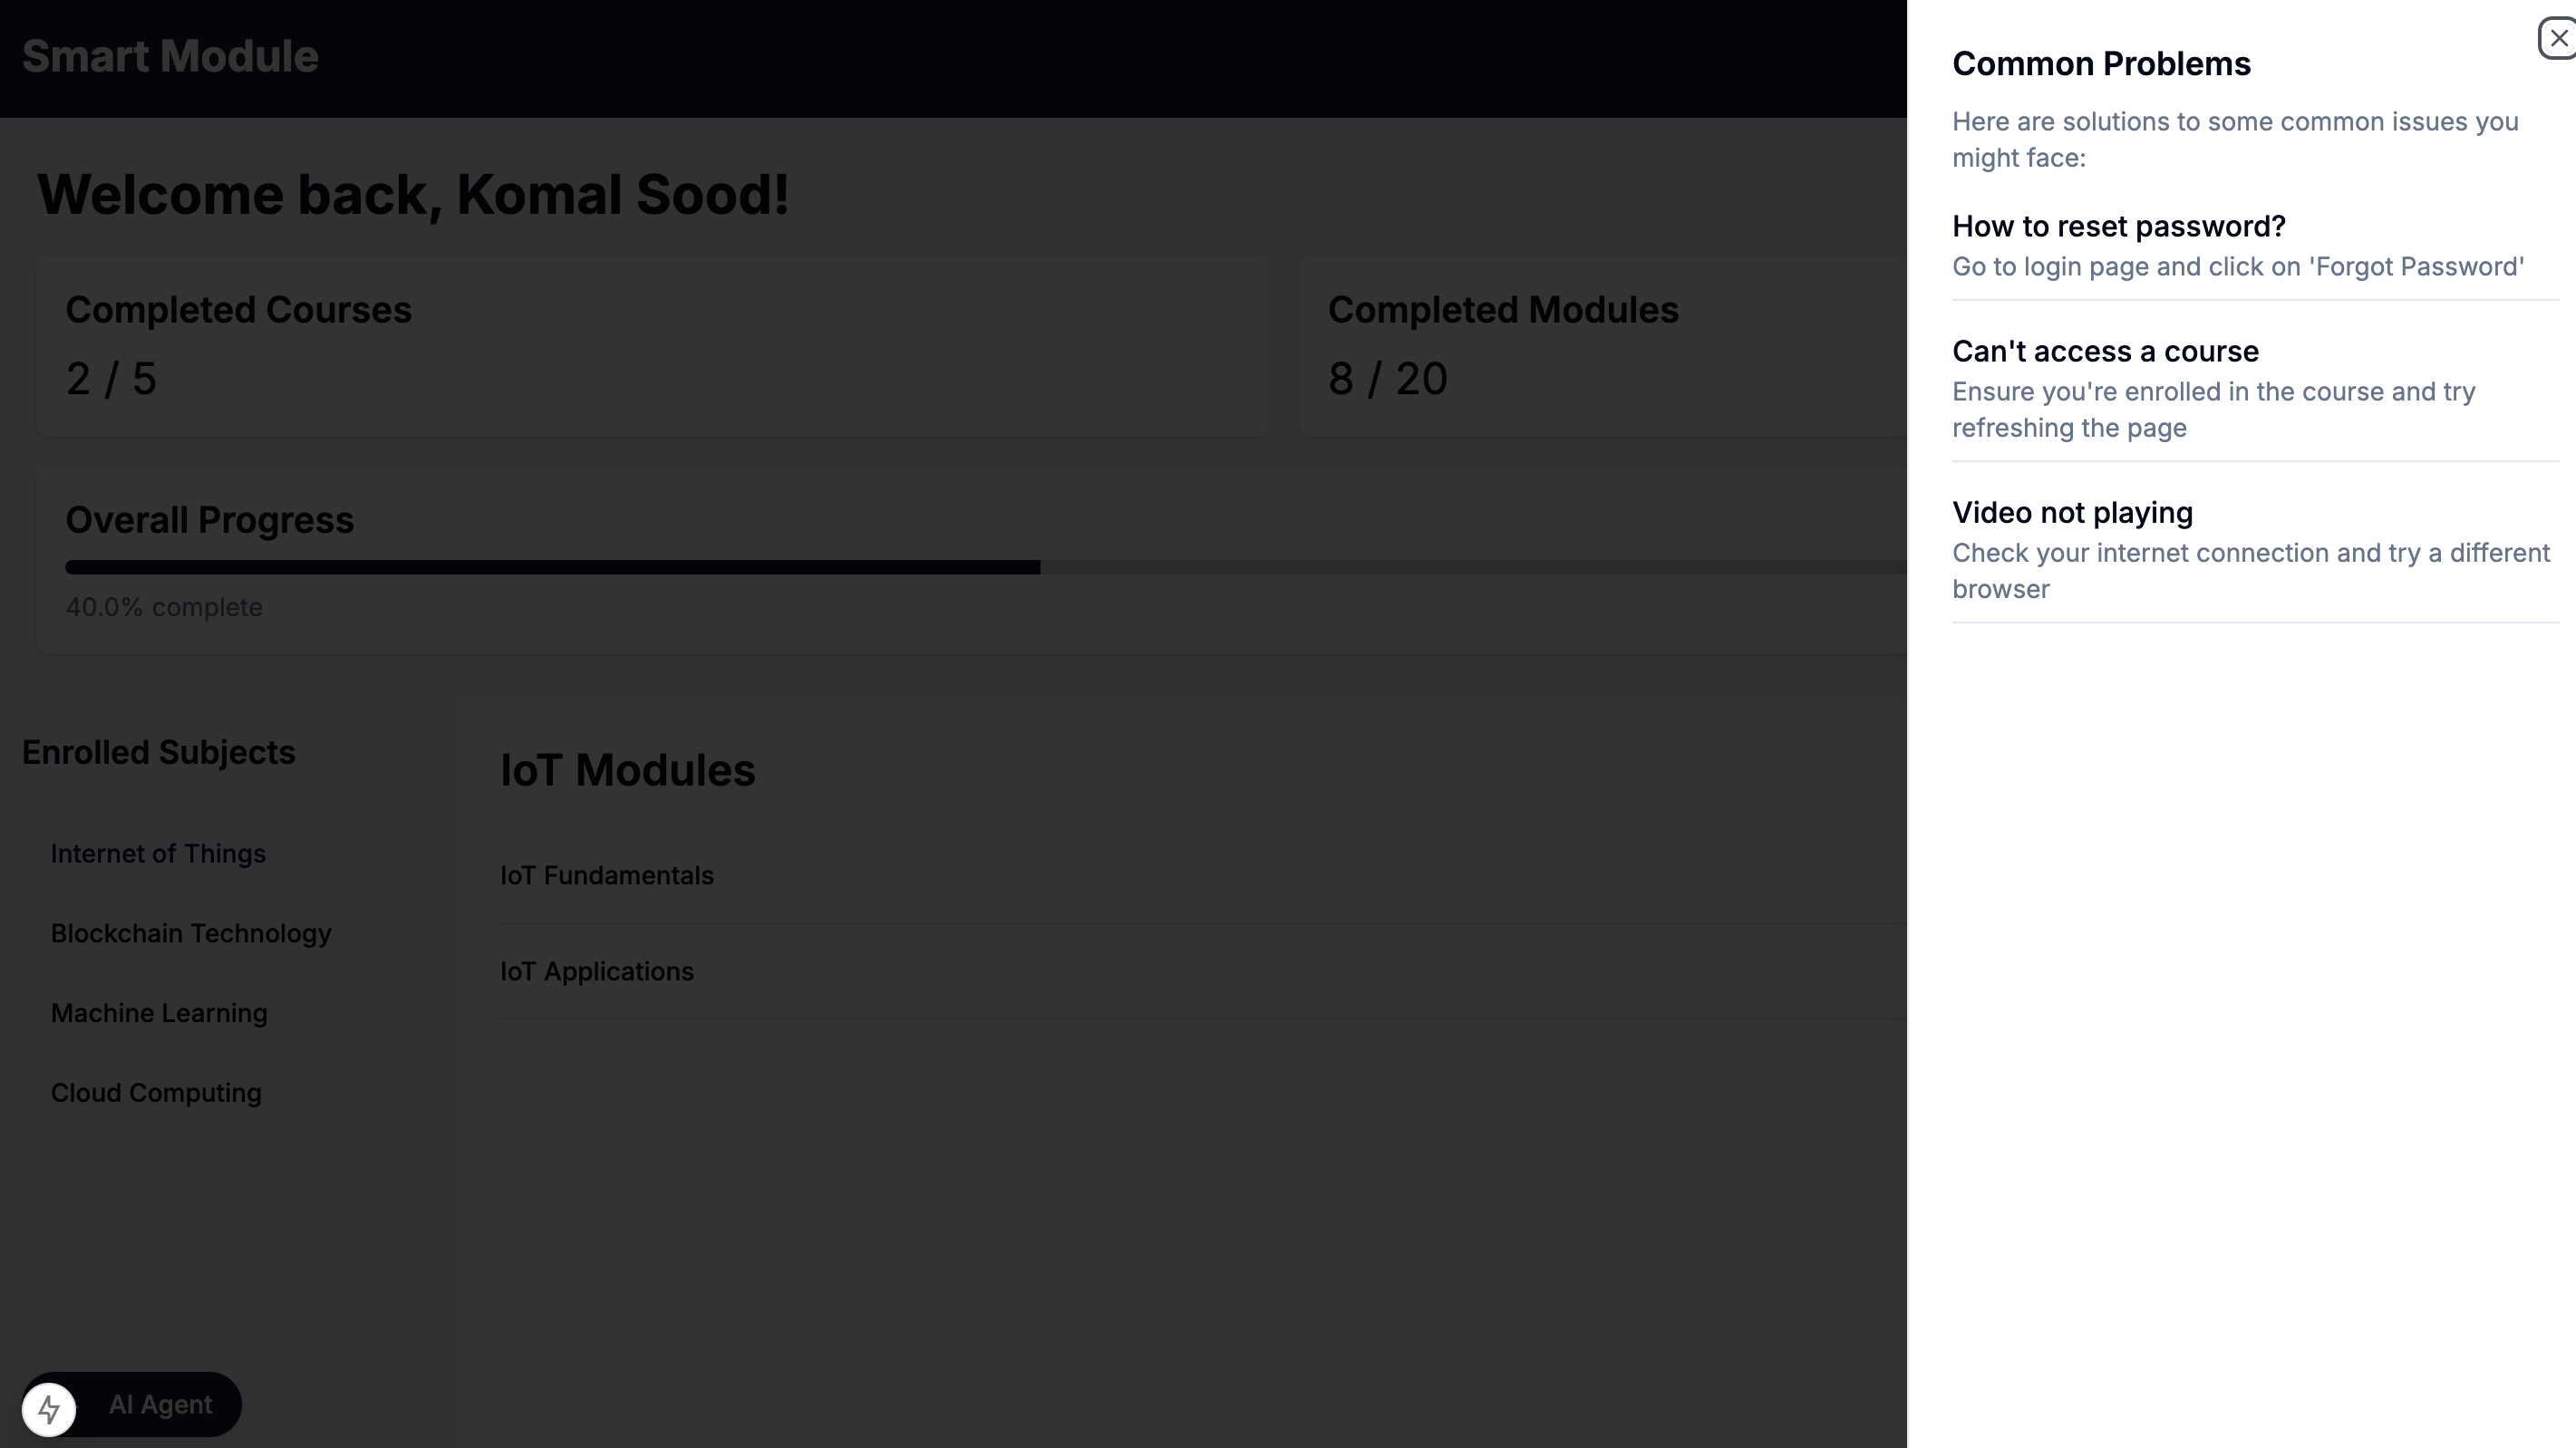 Smart Module
Welcome back, Komal Sood!
Completed Courses
2 / 5
Completed Modules
8 / 20
Overall Progress
40.0% complete
Enrolled Subjects
Internet of Things
Blockchain Technology
Machine Learning
Cloud Computing
IoT Modules
IoT Fundamentals
IoT Applications
AI Agent
Common Problems
Here are solutions to some common issues you
might face:
How to reset password?
Go to login page and click on 'Forgot Password'
Can't access a course
Ensure you're enrolled in the course and try
refreshing the page
Video not playing
Check your internet connection and try a different
browser